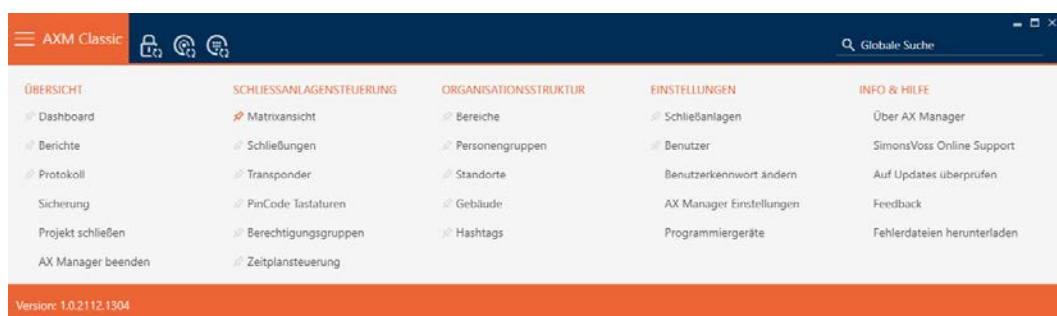 AXM Classic
Globale Suche
ÜBERSICHT
Dashboard
Berichte
Protokoll
Sicherung
Projekt schließen
AX Manager beenden
SCHLIESSANLAGENSTEUERUNG
Matrixansicht
Schließungen
Transponder
PinCode Tastaturen
Berechtigungsgruppen
Zeitplansteuerung
ORGANISATIONSSTRUKTUR
Bereiche
Personengruppen
Standorte
Gebäude
Hashtags
EINSTELLUNGEN
Schließanlagen
Benutzer
Benutzerkennwort ändern
AX Manager Einstellungen
Programmiergeräte
INFO & HILFE
Über AX Manager
SimonsVoss Online Support
Auf Updates überprüfen
Feedback
Fehlerdateien herunterladen
Version: 1.0.2112.1304